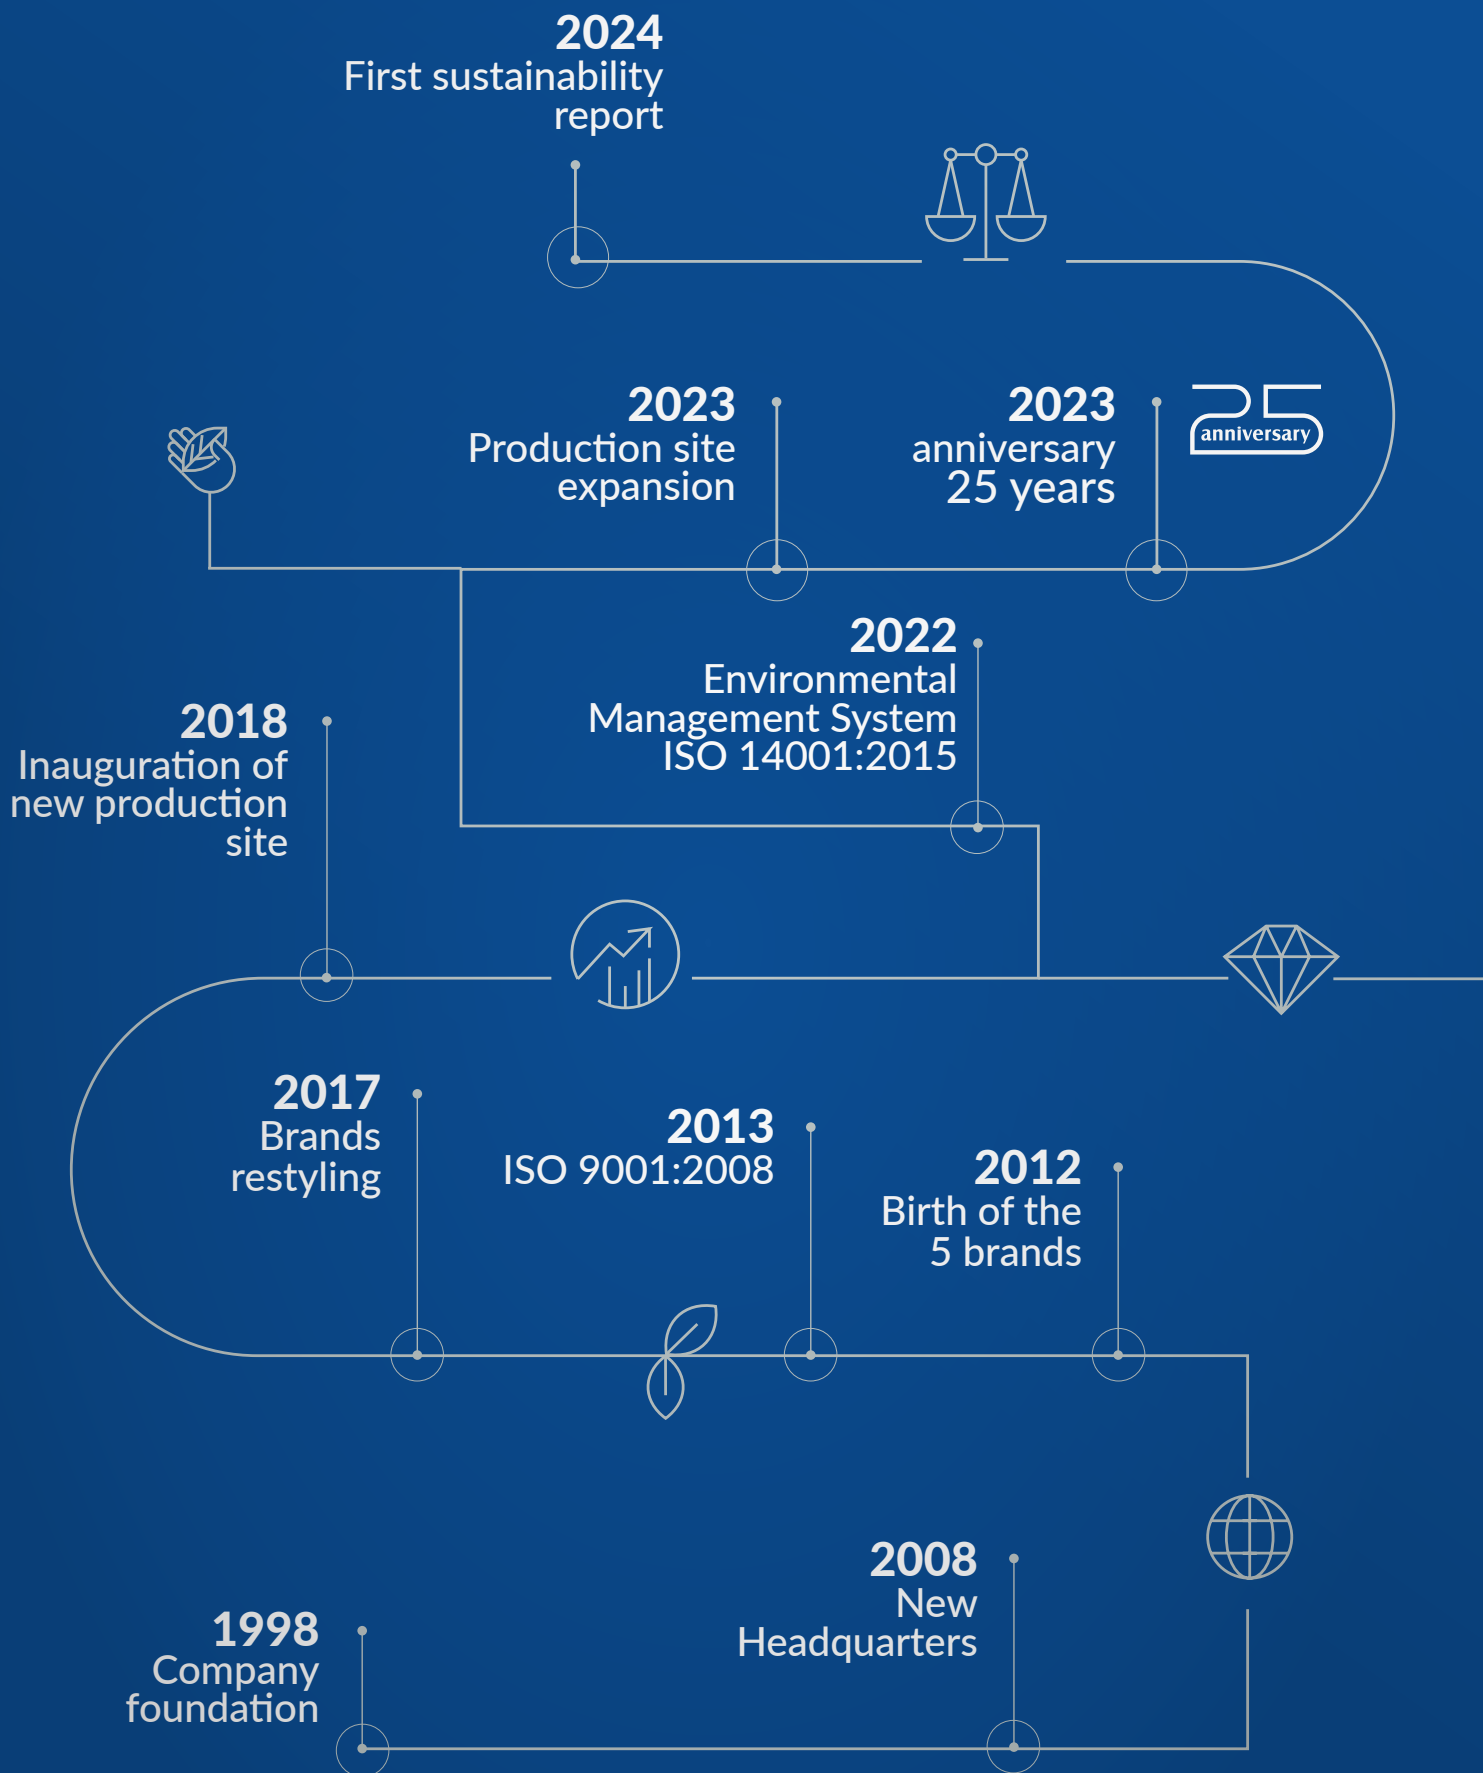 2024
First sustainability
report
2023
Production site
expansion
2023
anniversary
25 years
25
anniversary
2022
Environmental
Management System
ISO 14001:2015
2018
Inauguration of
new production
site
2017
Brands
restyling
2013
ISO 9001:2008
2012
Birth of the
5 brands
2008
New
Headquarters
1998
Company
foundation